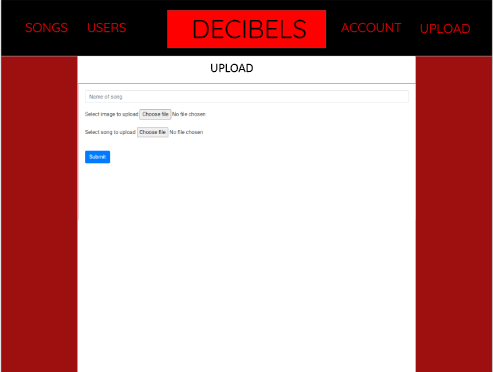 SONGS USERS DECIBELS ACCOUNT UPLOAD
UPLOAD
Name of song
Select image to upload Choose file No file chosen
Select song to upload Choose file No file chosen
Submit